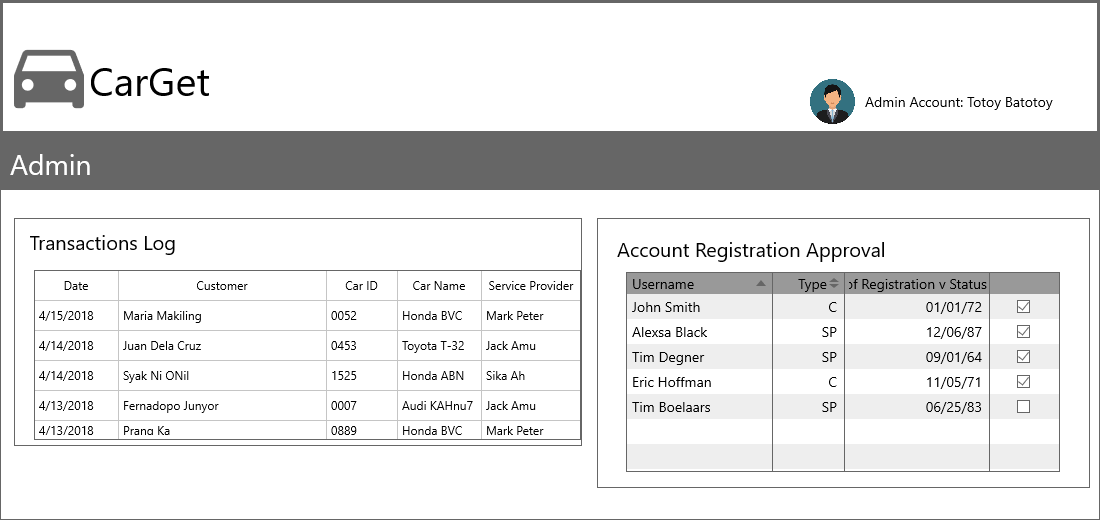 CarGet
Admin Account: Totoy Batotoy
Admin
Transactions Log
Date Customer Car ID Car Name Service Provider
4/15/2018 Maria Makiling 0052 Honda BVC Mark Peter
4/14/2018 Juan Dela Cruz 0453 Toyota T-32 Jack Amu
4/14/2018 Syak Ni ONil 1525 Honda ABN Sika Ah
4/13/2018 Fernadopo Junyor 0007 Audi KAHnu7 Jack Amu
4/13/2018 Prang Ka 0889 Honda BVC Mark Peter
Account Registration Approval
Username Type of Registration v Status
John Smith C 01/01/72
Alexsa Black SP 12/06/87
Tim Degner SP 09/01/64
Eric Hoffman C 11/05/71
Tim Boelaars SP 06/25/83